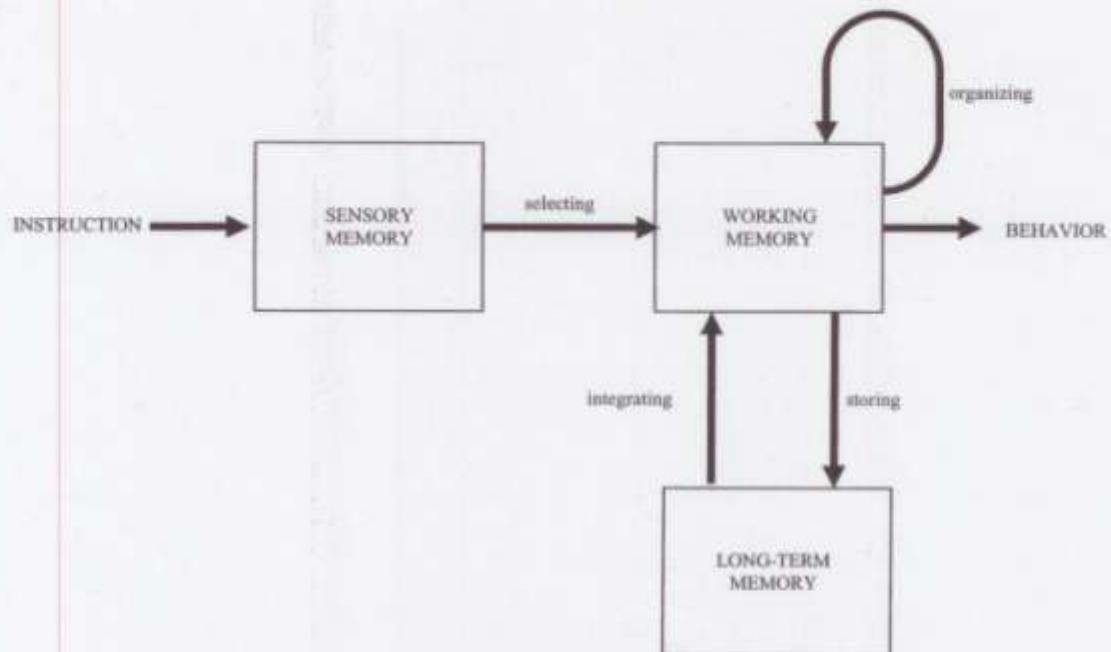 organizing
INSTRUCTION
SENSORY
MEMORY
selecting
WORKING
MEMORY
BEHAVIOR
integrating
storing
LONG-TERM
MEMORY